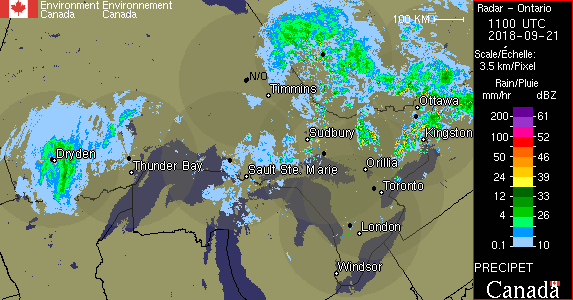 Environment Environnement
Canada Canada
100 KM
N/O
Timmins
Ottawa
Sudbury
Kingston
Dryden
Thunder Bay
Sault Ste. Marie
Orillia
Toronto
London
Windsor
Radar - Ontario
1100 UTC
2018-09-21
Scale/Échelle:
3.5 km/Pixel
Rain/Pluie
mm/hr dBZ
200 61
100 56
50 46
24 39
12 34
4 26
0.1 10
PRECIPET
Canada